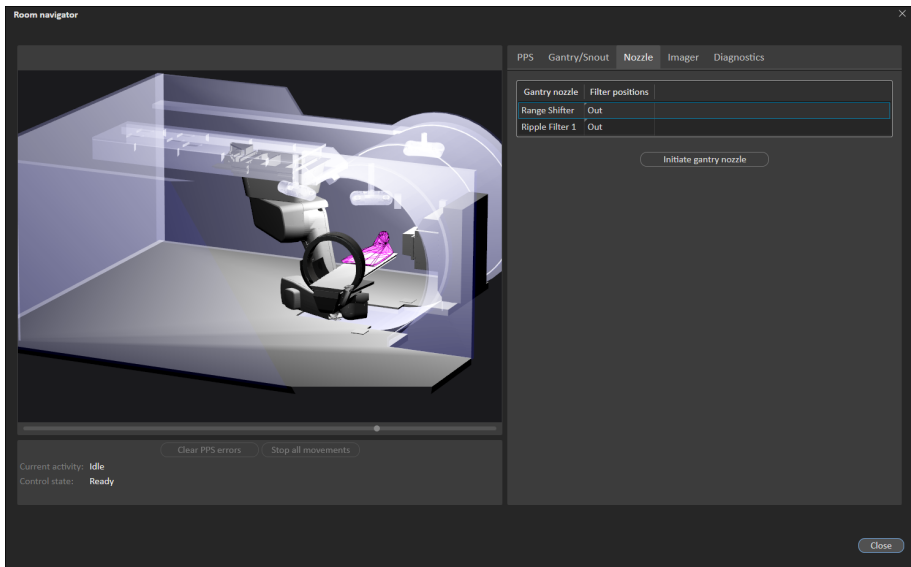 Room navigator
PPS Gantry/Snout Nozzle Imager Diagnostics
Gantry nozzle Filter positions
Range Shifter Out
Ripple Filter 1 Out
Initiate gantry nozzle
Clear PPS errors Stop all movements
Current activity: Idle
Control state: Ready
Close